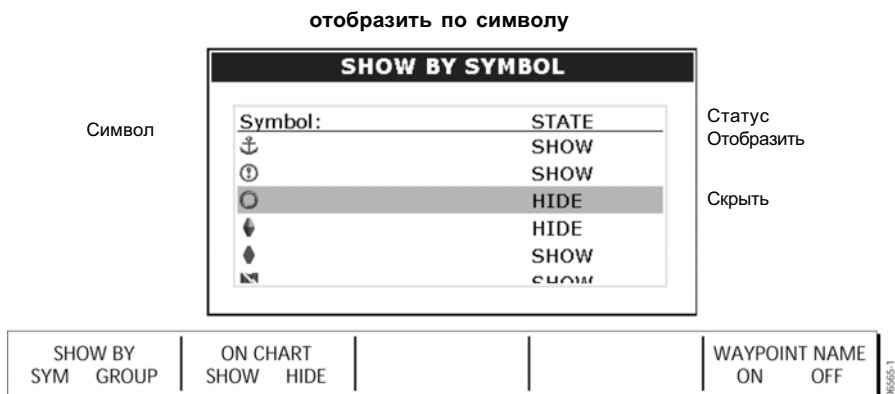 отобразить по символу
SHOW BY SYMBOL
Символ
Symbol: STATE
Статус
SHOW
Отобразить
SHOW
HIDE
Скрыть
HIDE
SHOW
SHOW
SHOW BY
SYM GROUP
ON CHART
SHOW HIDE
WAYPOINT NAME
ON OFF